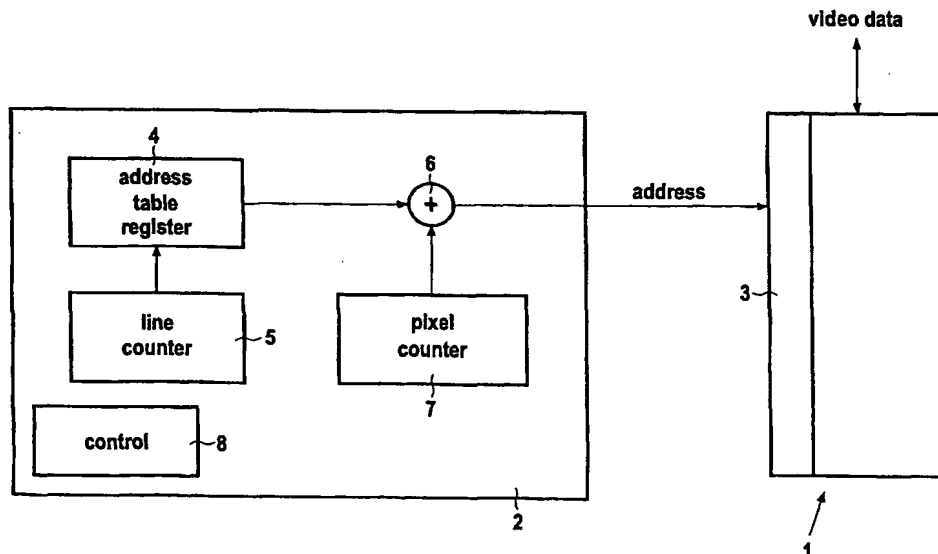 video data
4
address
table
register
6
+
address
3
line
counter
5
pixel
counter
7
control
8
2
1